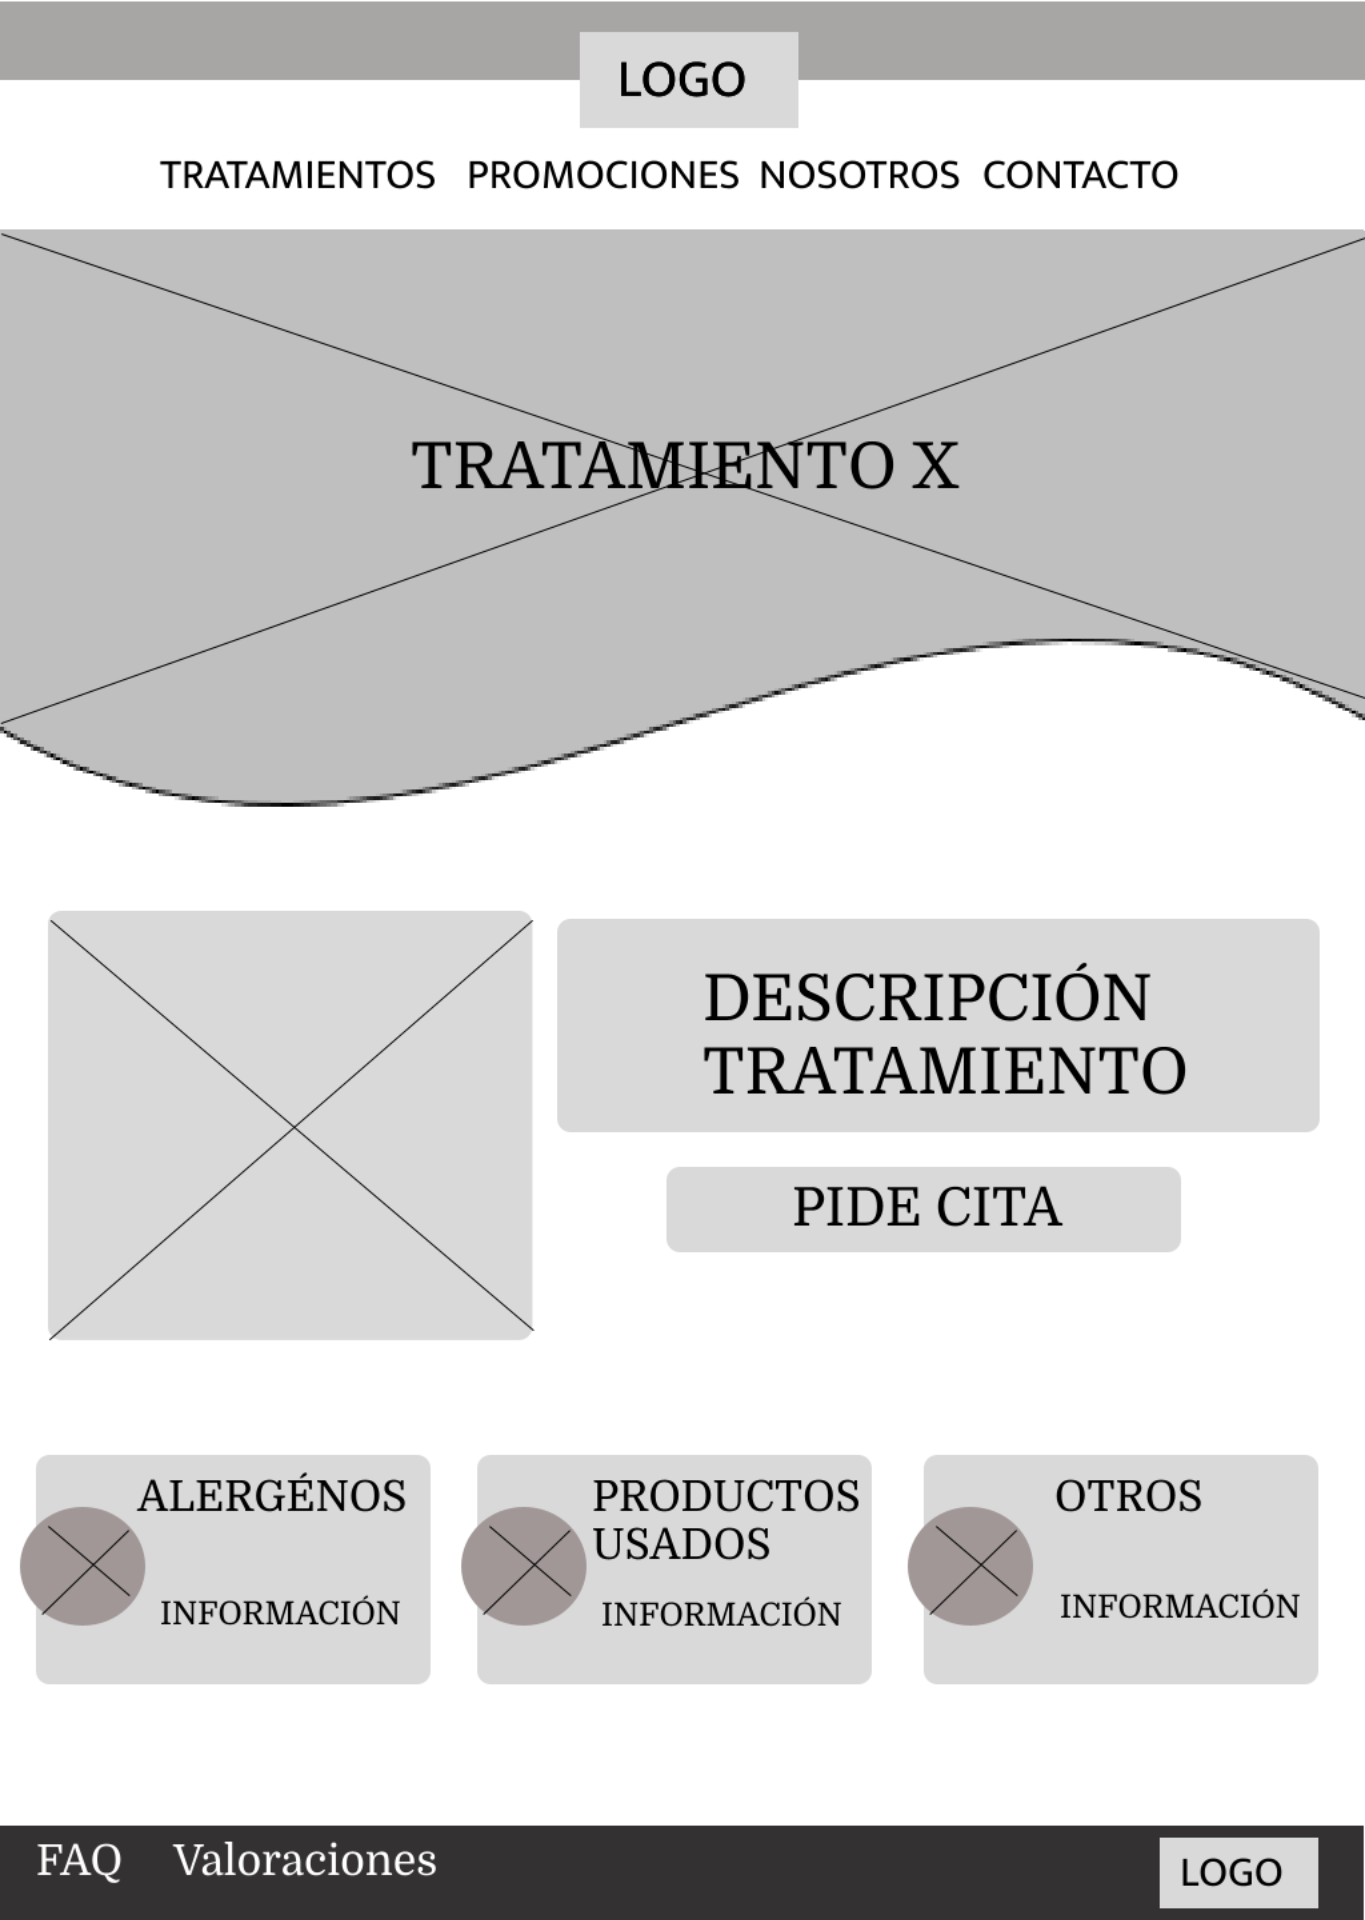 LOGO
TRATAMIENTOS PROMOCIONES NOSOTROS CONTACTO
TRATAMIENTO X
DESCRIPCIÓN
TRATAMIENTO
PIDE CITA
ALERGÉNOS
INFORMACIÓN
PRODUCTOS
USADOS
INFORMACIÓN
OTROS
INFORMACIÓN
FAQ Valoraciones
LOGO